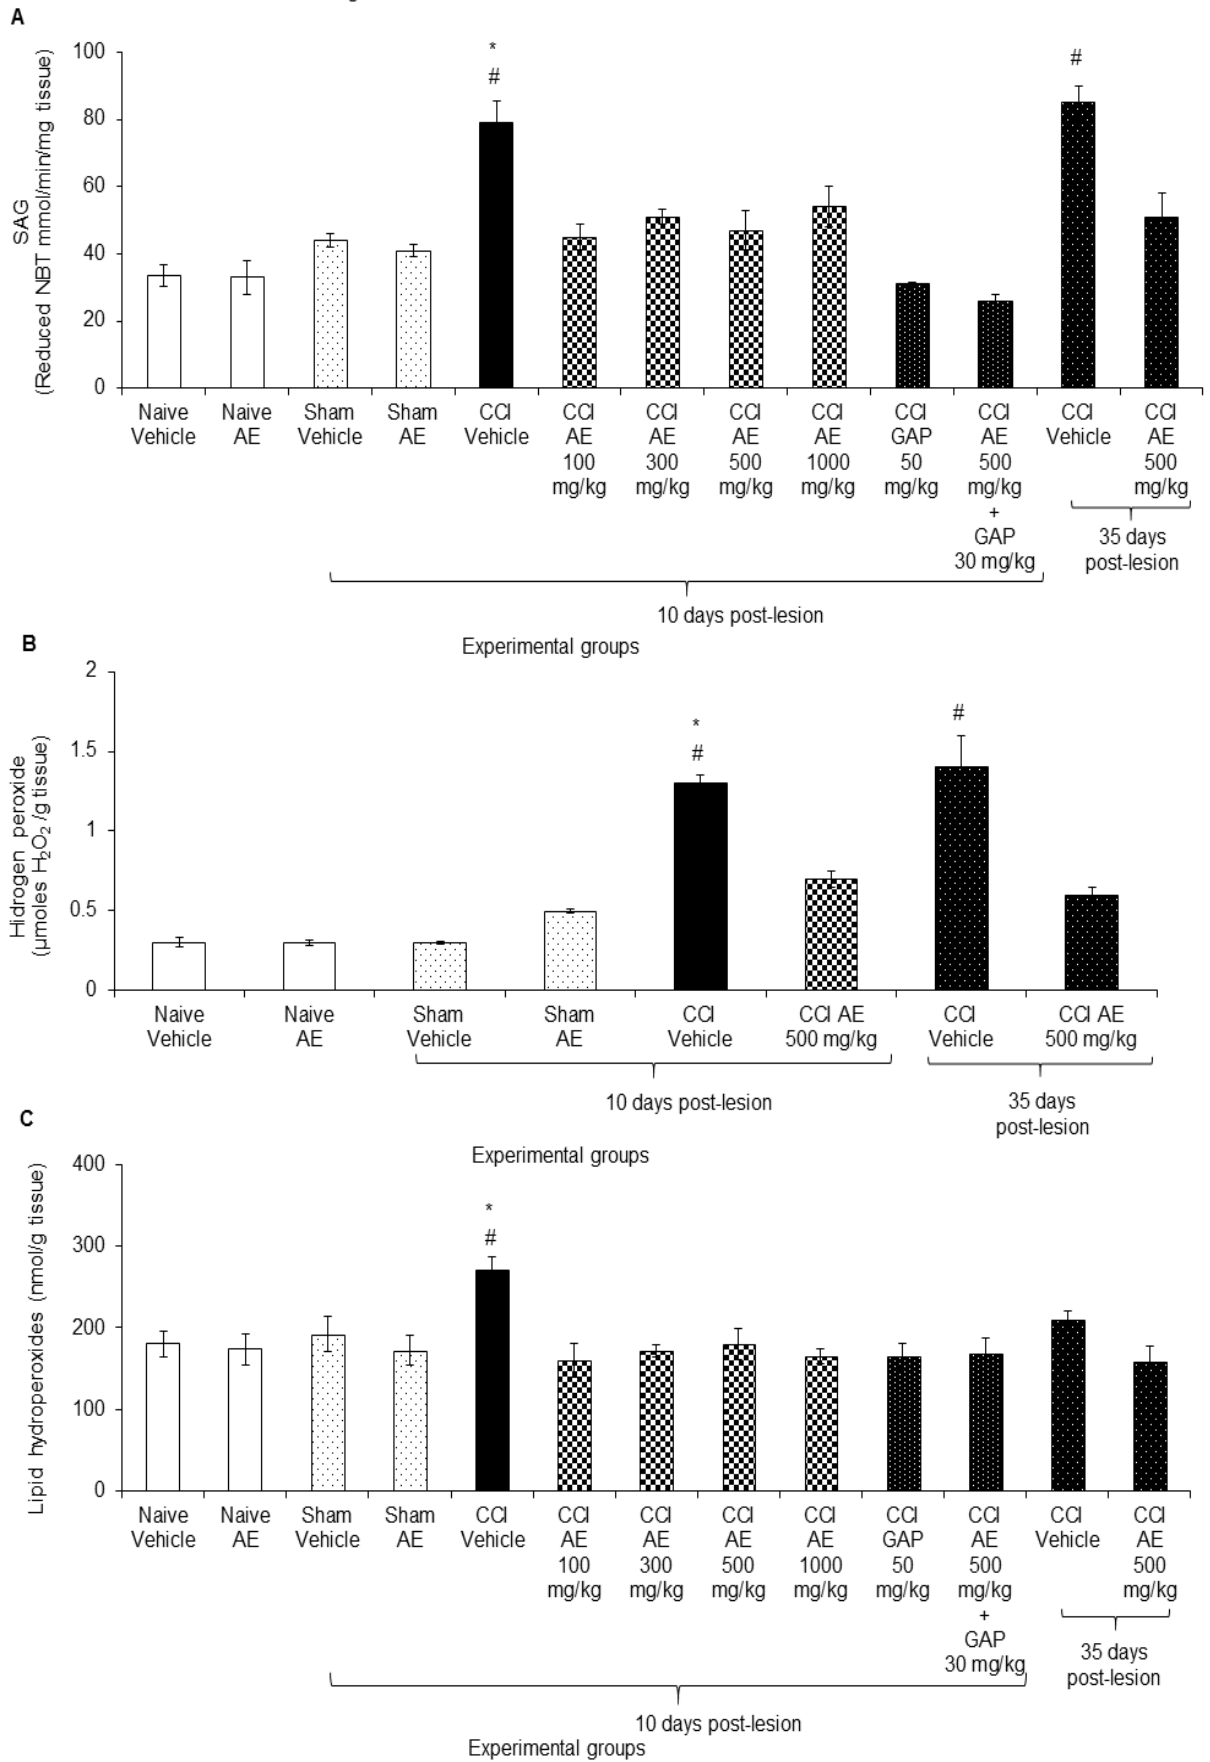 A
SAG
(Reduced NBT mmol/min/mg tissue)
100
80
60
40
20
0
*
#
#
Naive Vehicle
Naive AE
Sham Vehicle
Sham AE
CCI Vehicle
CCI AE 100 mg/kg
CCI AE 300 mg/kg
CCI AE 500 mg/kg
CCI AE 1000 mg/kg
CCI GAP 50 mg/kg
CCI AE 500 mg/kg + GAP 30 mg/kg
CCI Vehicle
CCI AE 500 mg/kg
35 days
post-lesion
10 days post-lesion
Experimental groups
B
Hidrogen peroxide
(µmoles H₂O₂ /g tissue)
2
1.5
1
0.5
0
*
#
#
Naive Vehicle
Naive AE
Sham Vehicle
Sham AE
CCI Vehicle
CCI AE 500 mg/kg
CCI Vehicle
CCI AE 500 mg/kg
10 days post-lesion
35 days
post-lesion
Experimental groups
C
Lipid hydroperoxides (nmol/g tissue)
400
300
200
100
0
*
#
Naive Vehicle
Naive AE
Sham Vehicle
Sham AE
CCI Vehicle
CCI AE 100 mg/kg
CCI AE 300 mg/kg
CCI AE 500 mg/kg
CCI AE 1000 mg/kg
CCI GAP 50 mg/kg
CCI AE 500 mg/kg + GAP 30 mg/kg
CCI Vehicle
CCI AE 500 mg/kg
35 days
post-lesion
10 days post-lesion
Experimental groups